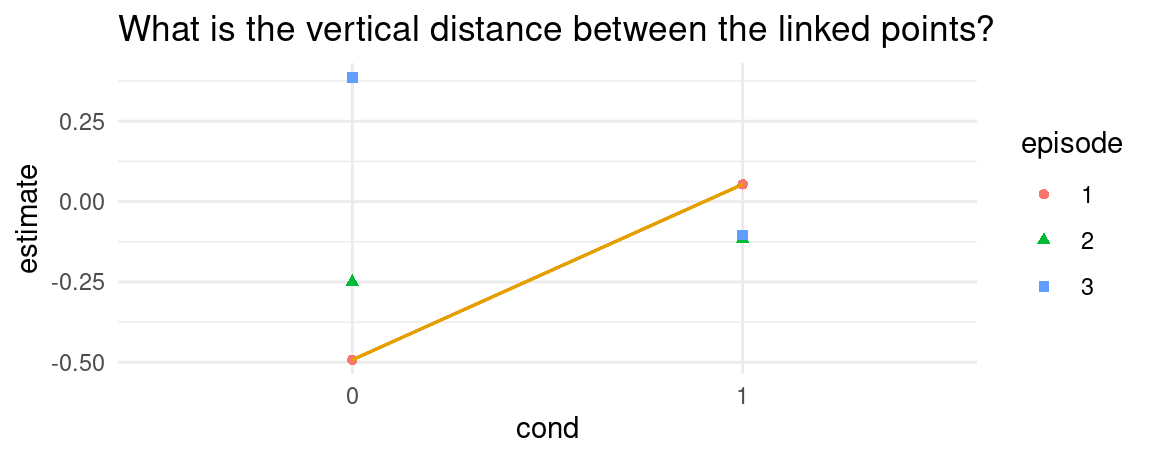 What is the vertical distance between the linked points?
estimate
0.25
0.00
-0.25
-0.50
0
1
cond
episode
1
2
3